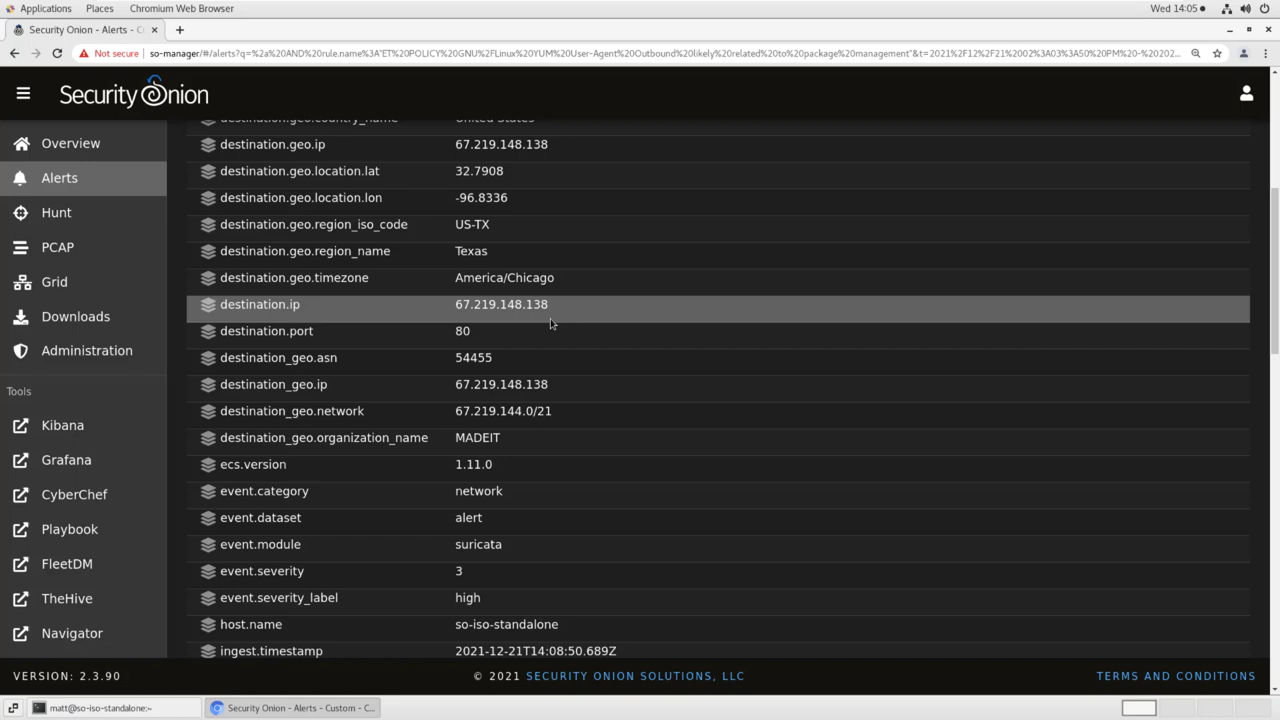 Applications Places Chromium Web Browser Wed 14:05
Security Onion - Alerts - C
Not secure so-manager/#/alerts?q=%2a%20AND%20rule.name%3A"ET%20POLICY%20GNU%2FLinux%20YUM%20User-Agent%20Outbound%20likely%20related%20to%20package%20management"&t=2021%2F12%2F21%2002%3A03%3A50%20PM%20-%20202...
Security Onion
Overview
Alerts
Hunt
PCAP
Grid
Downloads
Administration
Tools
Kibana
Grafana
CyberChef
Playbook
FleetDM
TheHive
Navigator
destination.geo.country_name United States
destination.geo.ip 67.219.148.138
destination.geo.location.lat 32.7908
destination.geo.location.lon -96.8336
destination.geo.region_iso_code US-TX
destination.geo.region_name Texas
destination.geo.timezone America/Chicago
destination.ip 67.219.148.138
destination.port 80
destination_geo.asn 54455
destination_geo.ip 67.219.148.138
destination_geo.network 67.219.144.0/21
destination_geo.organization_name MADEIT
ecs.version 1.11.0
event.category network
event.dataset alert
event.module suricata
event.severity 3
event.severity_label high
host.name so-iso-standalone
ingest.timestamp 2021-12-21T14:08:50.689Z
VERSION: 2.3.90 © 2021 SECURITY ONION SOLUTIONS, LLC TERMS AND CONDITIONS
matt@so-iso-standalone:~ Security Onion - Alerts - Custom - C...